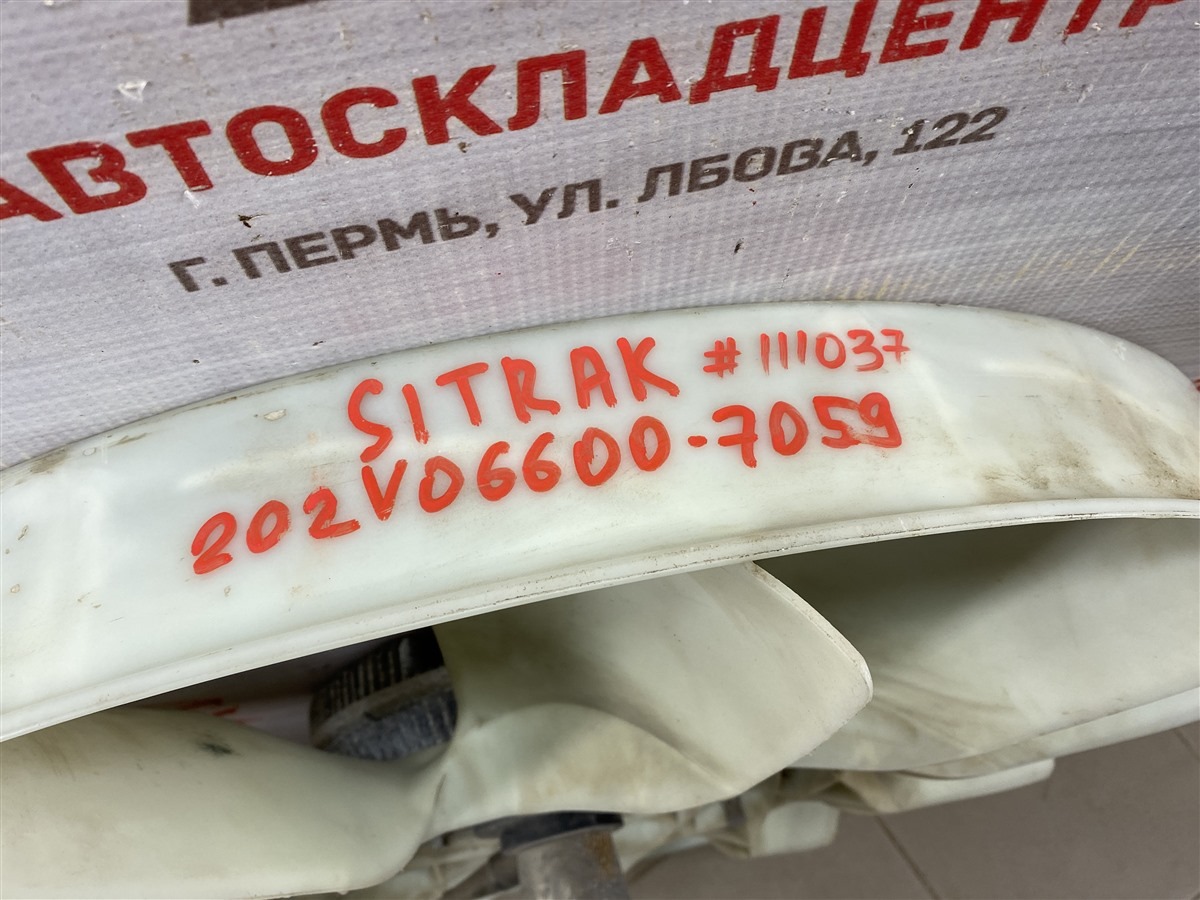 АВТОСКЛАДЦЕНТР
Г. ПЕРМЬ, УЛ. ЛБОВА, 122
SITRAK #111037
202V06600-7059